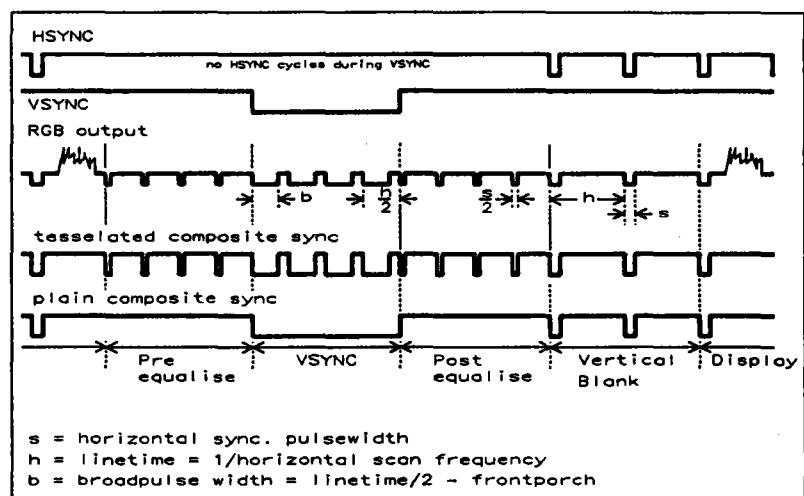 HSYNC
no HSYNC cycles during VSYNC
VSYNC
RGB output
b
h/2
s/2
h
s
tesselated composite sync
plain composite sync
Pre equalise
VSYNC
Post equalise
Vertical Blank
Display
s = horizontal sync. pulsewidth
h = linetime = 1/horizontal scan frequency
b = broadpulse width = linetime/2 - frontporch